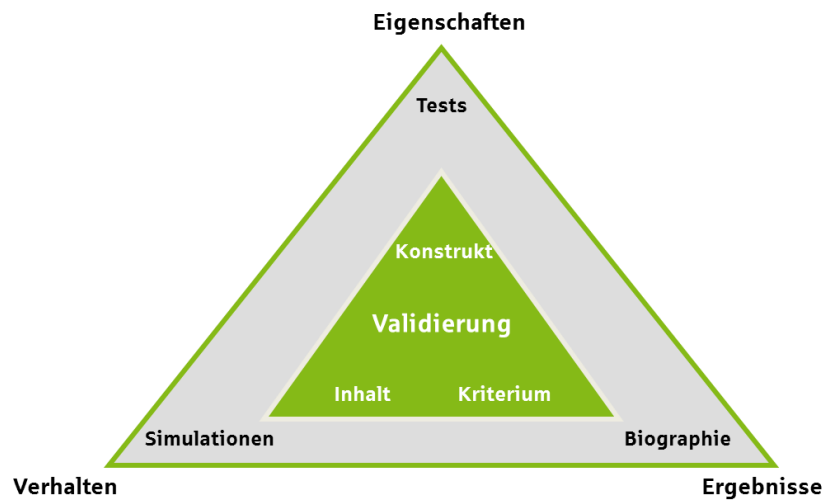 Eigenschaften
Tests
Konstrukt
Validierung
Inhalt Kriterium
Simulationen Biographie
Verhalten Ergebnisse